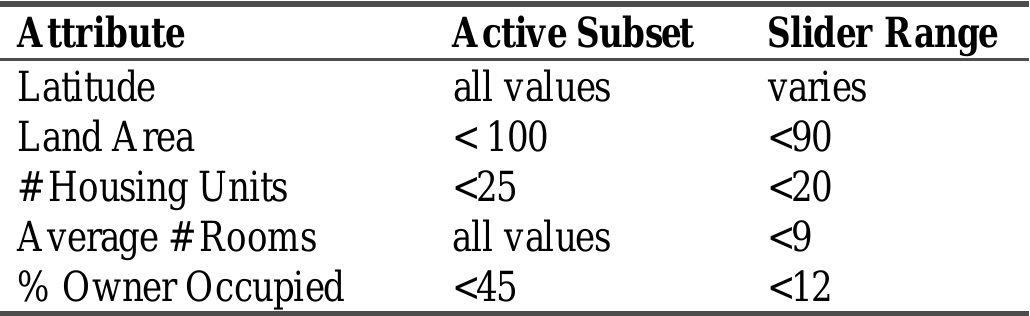 Attribute Active Subset Slider Range
Latitude all values varies
Land Area < 100 <90
# Housing Units <25 <20
Average # Rooms all values <9
% Owner Occupied <45 <12